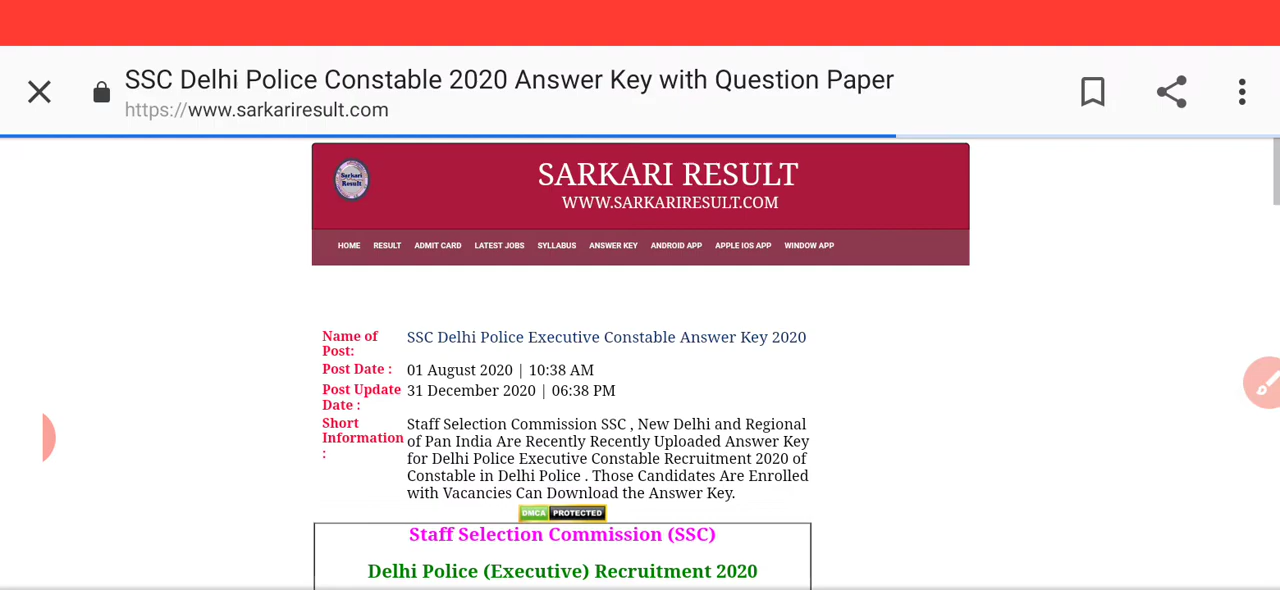 SSC Delhi Police Constable 2020 Answer Key with Question Paper
https://www.sarkariresult.com
Sarkari
Result
SARKARI RESULT
WWW.SARKARIRESULT.COM
HOME RESULT ADMIT CARD LATEST JOBS SYLLABUS ANSWER KEY ANDROID APP APPLE IOS APP WINDOW APP
Name of Post: SSC Delhi Police Executive Constable Answer Key 2020
Post Date : 01 August 2020 | 10:38 AM
Post Update Date : 31 December 2020 | 06:38 PM
Short Information :
Staff Selection Commission SSC , New Delhi and Regional
of Pan India Are Recently Recently Uploaded Answer Key
for Delhi Police Executive Constable Recruitment 2020 of
Constable in Delhi Police . Those Candidates Are Enrolled
with Vacancies Can Download the Answer Key.
DMCA PROTECTED
Staff Selection Commission (SSC)
Delhi Police (Executive) Recruitment 2020